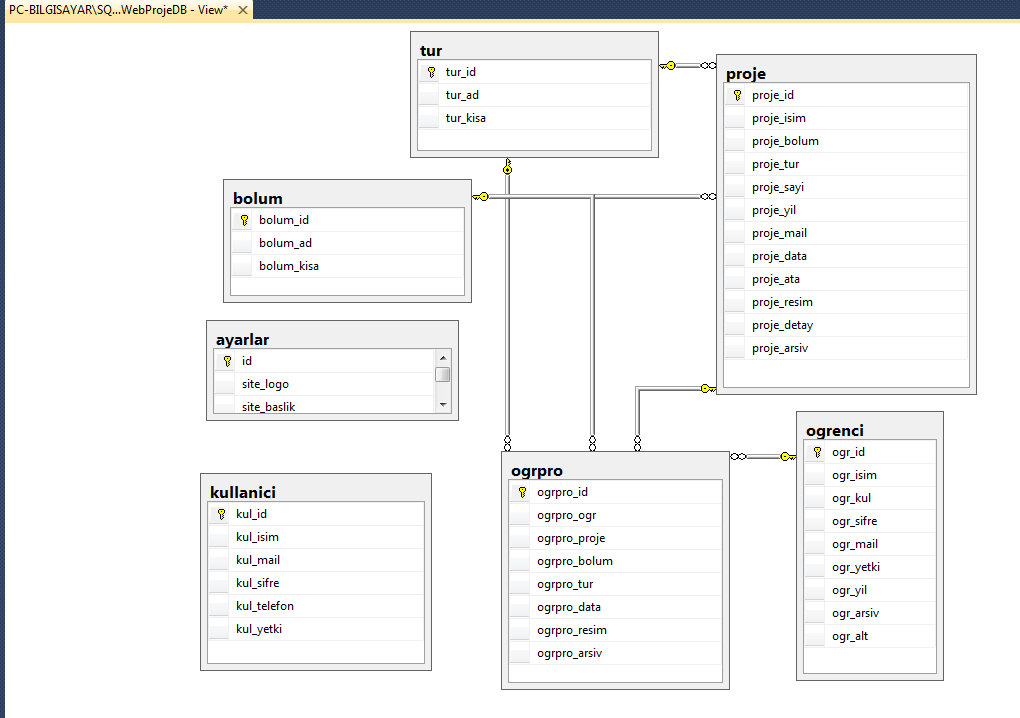 PC-BILGISAYAR\SQ...WebProjeDB - View*
tur
tur_id
tur_ad
tur_kisa
proje
proje_id
proje_isim
proje_bolum
proje_tur
proje_sayi
proje_yil
proje_mail
proje_data
proje_ata
proje_resim
proje_detay
proje_arsiv
bolum
bolum_id
bolum_ad
bolum_kisa
ayarlar
id
site_logo
site_baslik
kullanici
kul_id
kul_isim
kul_mail
kul_sifre
kul_telefon
kul_yetki
ogrpro
ogrpro_id
ogrpro_ogr
ogrpro_proje
ogrpro_bolum
ogrpro_tur
ogrpro_data
ogrpro_resim
ogrpro_arsiv
ogrenci
ogr_id
ogr_isim
ogr_kul
ogr_sifre
ogr_mail
ogr_yetki
ogr_yil
ogr_arsiv
ogr_alt